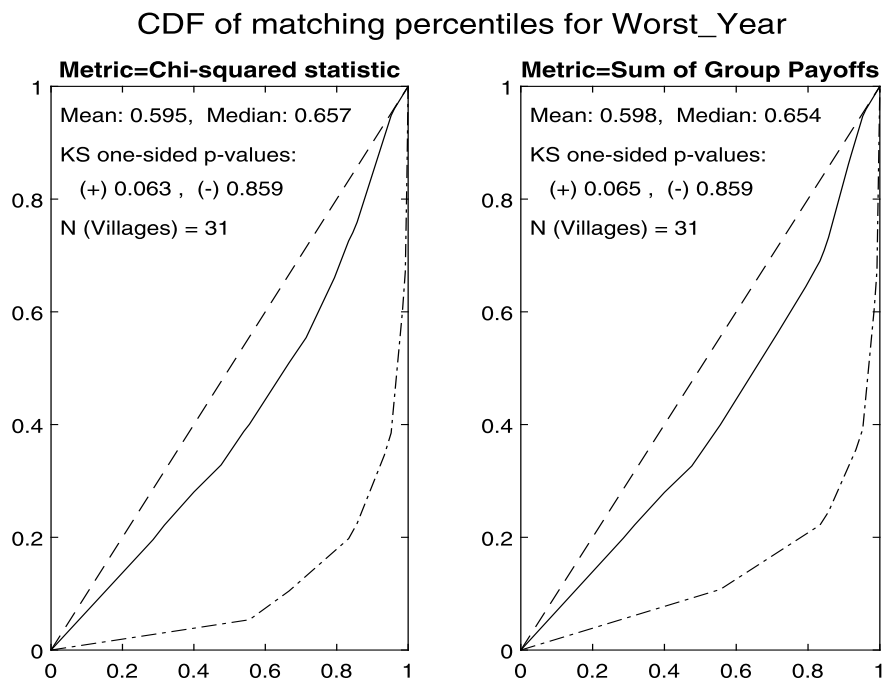 CDF of matching percentiles for Worst_Year
Metric=Chi-squared statistic
Mean: 0.595, Median: 0.657
KS one-sided p-values:
(+) 0.063 , (-) 0.859
N (Villages) = 31
1
0.8
0.6
0.4
0.2
0
0 0.2 0.4 0.6 0.8 1
Metric=Sum of Group Payoffs
Mean: 0.598, Median: 0.654
KS one-sided p-values:
(+) 0.065 , (-) 0.859
N (Villages) = 31
1
0.8
0.6
0.4
0.2
0
0 0.2 0.4 0.6 0.8 1